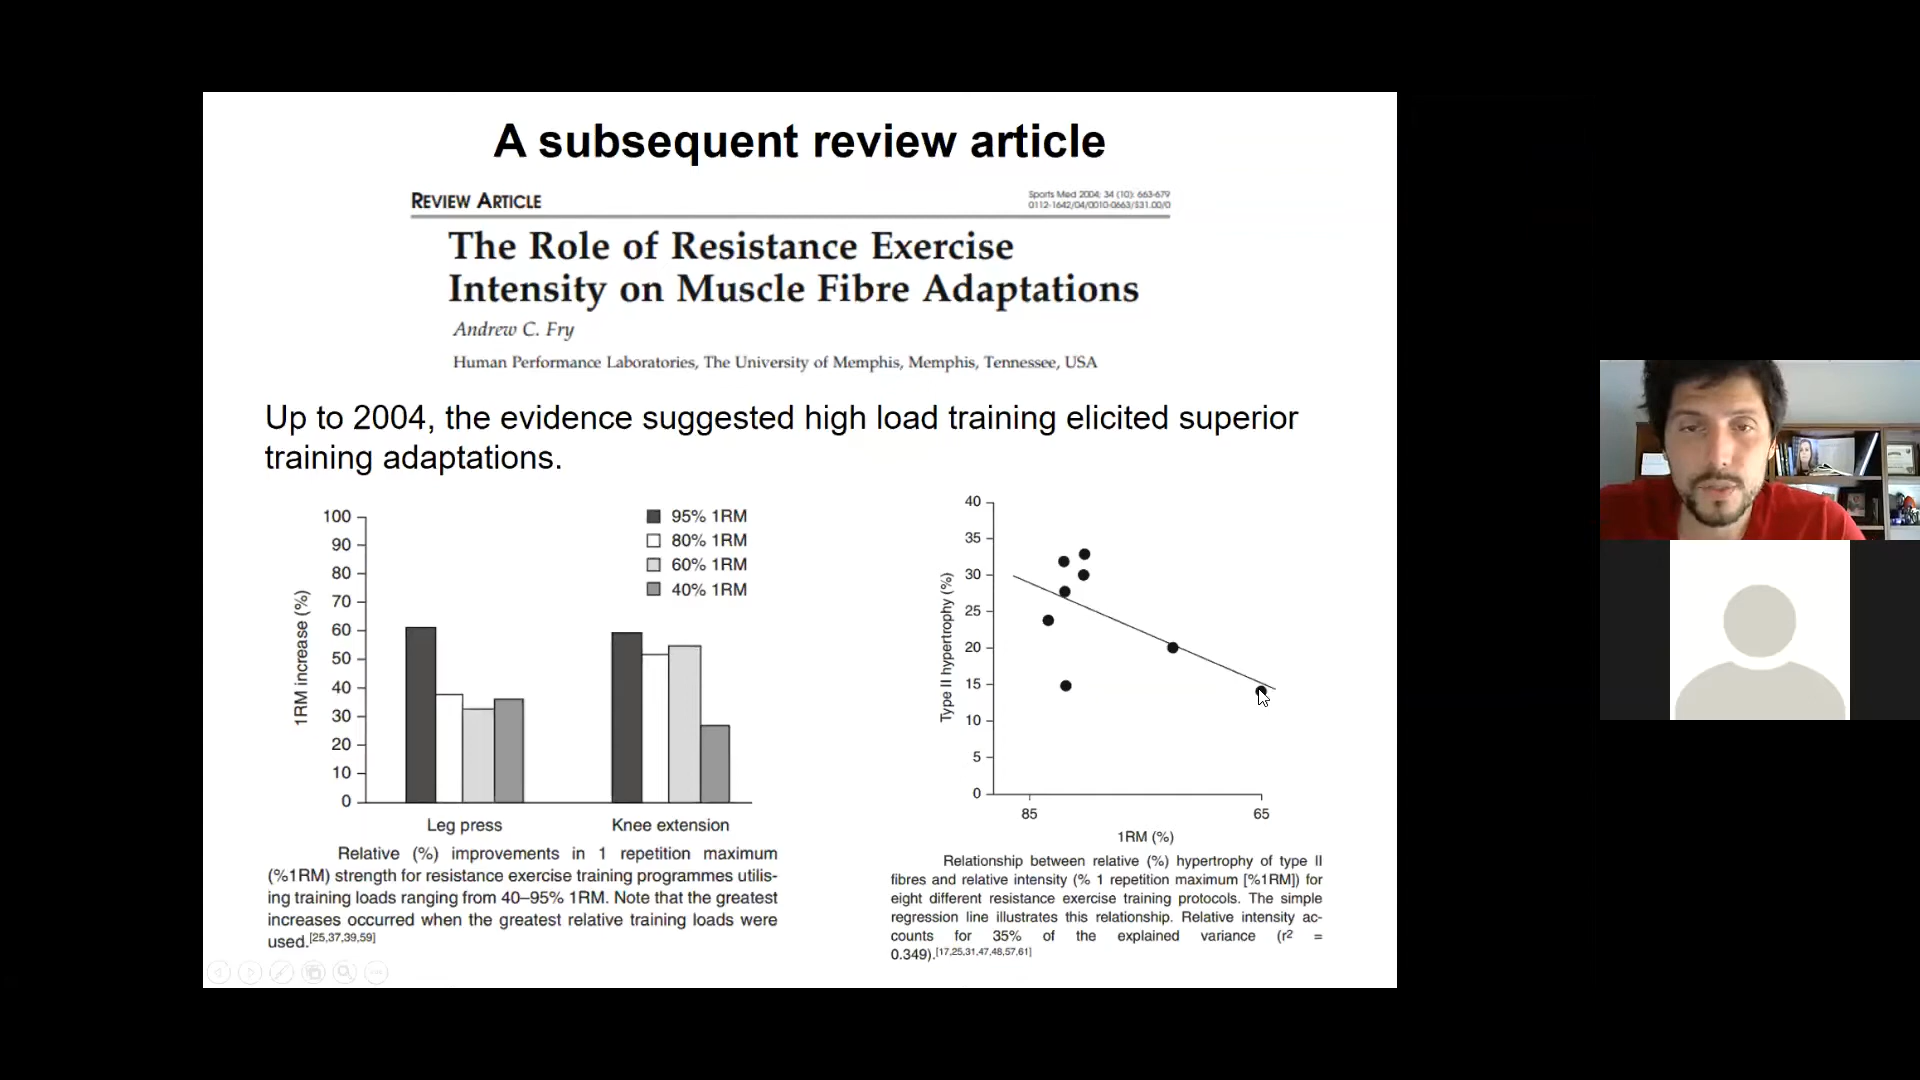 A subsequent review article
REVIEW ARTICLE
Sports Med 2004; 34 (10): 663-679
0112-1642/04/0010-0663/$31.00/0
The Role of Resistance Exercise
Intensity on Muscle Fibre Adaptations
Andrew C. Fry
Human Performance Laboratories, The University of Memphis, Memphis, Tennessee, USA
Up to 2004, the evidence suggested high load training elicited superior
training adaptations.
100
90
80
70
60
50
40
30
20
10
0
1RM increase (%)
95% 1RM
80% 1RM
60% 1RM
40% 1RM
Leg press
Knee extension
Relative (%) improvements in 1 repetition maximum
(%1RM) strength for resistance exercise training programmes utilis-
ing training loads ranging from 40–95% 1RM. Note that the greatest
increases occurred when the greatest relative training loads were
used.[25,37,39,59]
40
35
30
25
20
15
10
5
0
Type II hypertrophy (%)
85
65
1RM (%)
Relationship between relative (%) hypertrophy of type II
fibres and relative intensity (% 1 repetition maximum [%1RM]) for
eight different resistance exercise training protocols. The simple
regression line illustrates this relationship. Relative intensity ac-
counts for 35% of the explained variance (r² =
0.349).[17,25,31,47,48,57,61]